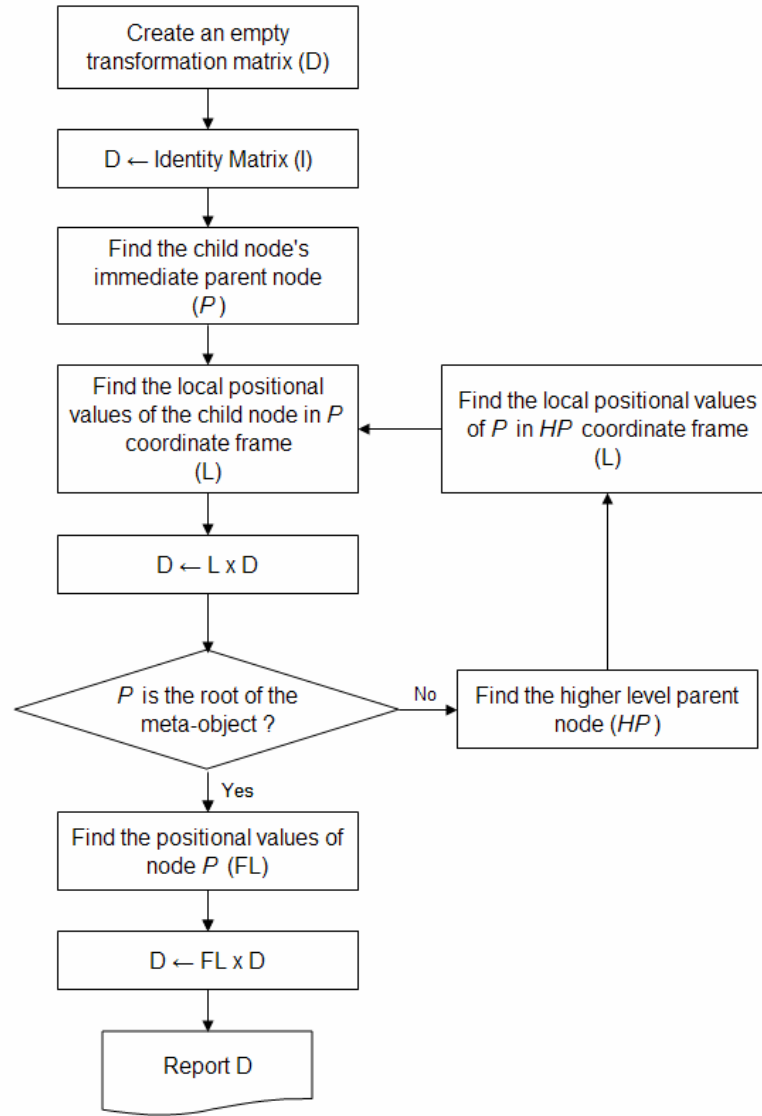 Create an empty
transformation matrix (D)
D ← Identity Matrix (I)
Find the child node's
immediate parent node
(P)
Find the local positional
values of the child node in P
coordinate frame
(L)
Find the local positional values
of P in HP coordinate frame
(L)
D ← L x D
P is the root of the
meta-object ?
No
Find the higher level parent
node (HP)
Yes
Find the positional values of
node P (FL)
D ← FL x D
Report D